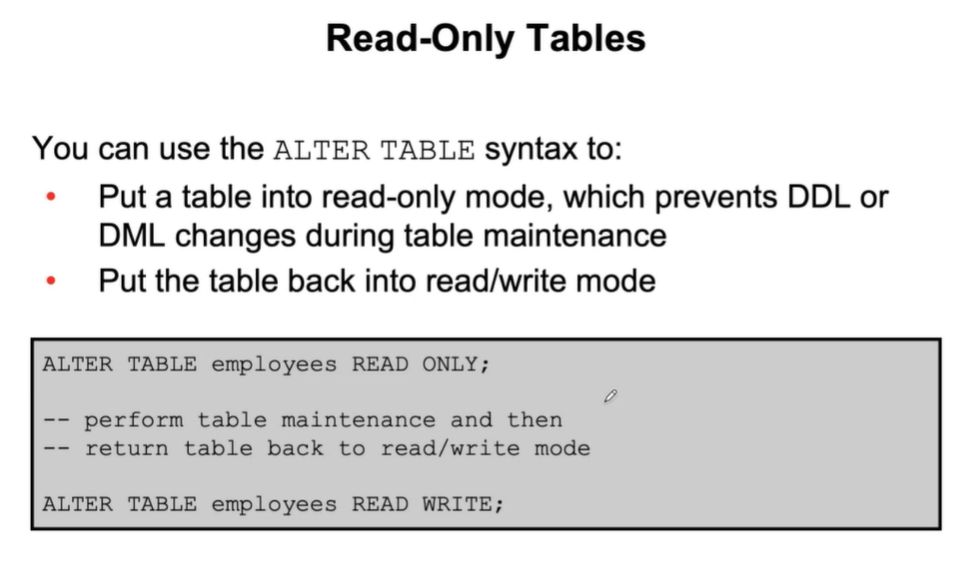 Read-Only Tables
You can use the ALTER TABLE syntax to:
• Put a table into read-only mode, which prevents DDL or
DML changes during table maintenance
• Put the table back into read/write mode
ALTER TABLE employees READ ONLY;
-- perform table maintenance and then
-- return table back to read/write mode
ALTER TABLE employees READ WRITE;